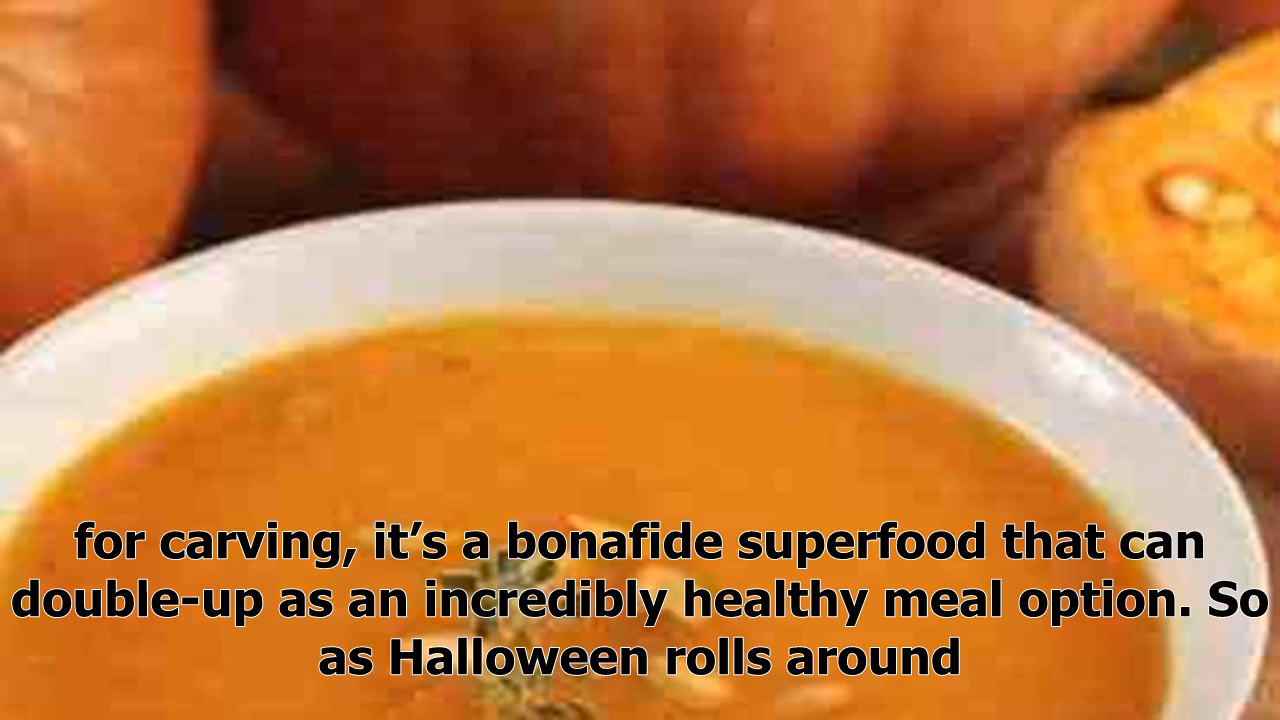 for carving, it’s a bonafide superfood that can
double-up as an incredibly healthy meal option. So
as Halloween rolls around